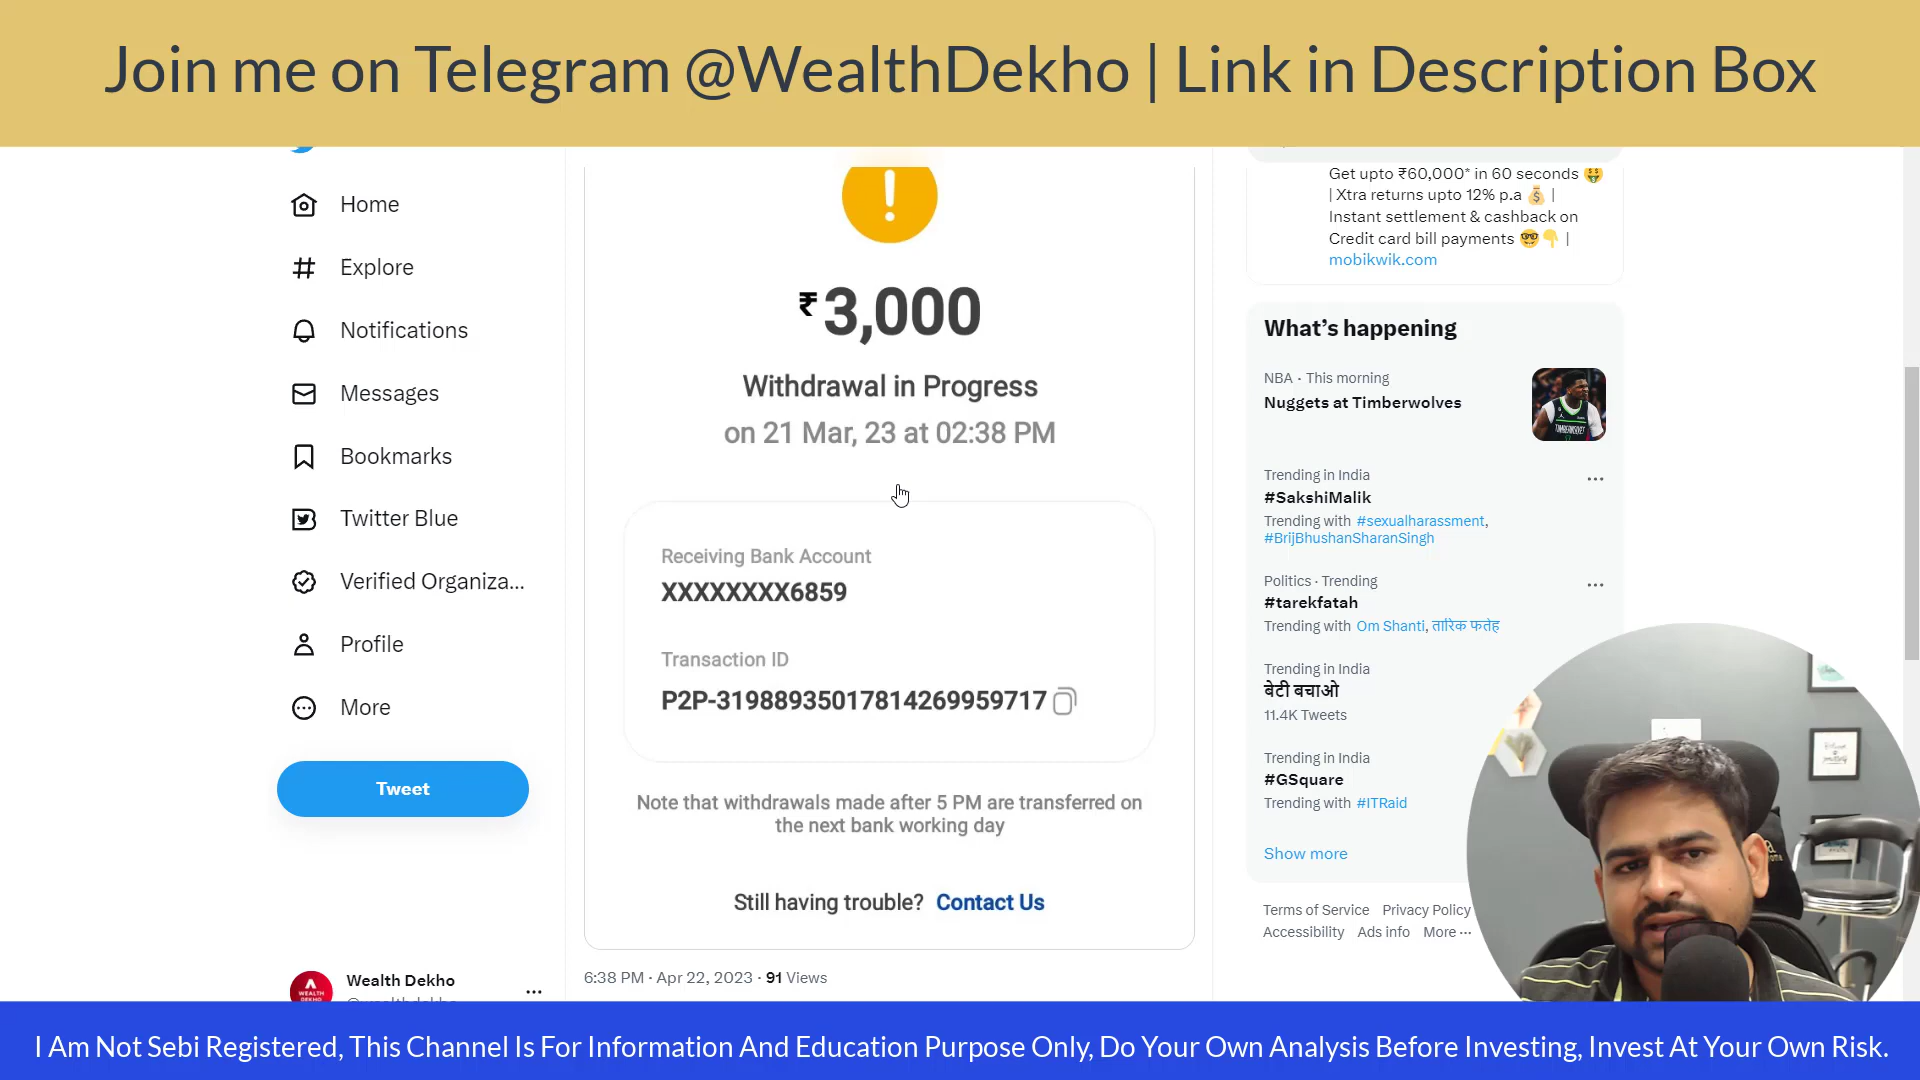 Join me on Telegram @WealthDekho | Link in Description Box
Home
Explore
Notifications
Messages
Bookmarks
Twitter Blue
Verified Organiza...
Profile
More
Tweet
Wealth Dekho
₹3,000
Withdrawal in Progress
on 21 Mar, 23 at 02:38 PM
Receiving Bank Account
XXXXXXXX6859
Transaction ID
P2P-31988935017814269959717
Note that withdrawals made after 5 PM are transferred on
the next bank working day
Still having trouble? Contact Us
6:38 PM · Apr 22, 2023 · 91 Views
Get upto ₹60,000* in 60 seconds 🤑
| Xtra returns upto 12% p.a 💰 |
Instant settlement & cashback on
Credit card bill payments 🤓👇 |
mobikwik.com
What’s happening
NBA · This morning
Nuggets at Timberwolves
Trending in India
#SakshiMalik
Trending with #sexualharassment,
#BrijBhushanSharanSingh
Politics · Trending
#tarekfatah
Trending with Om Shanti, तारिक फतेह
Trending in India
बेटी बचाओ
11.4K Tweets
Trending in India
#GSquare
Trending with #ITRaid
Show more
Terms of Service Privacy Policy
Accessibility Ads info More ...
I Am Not Sebi Registered, This Channel Is For Information And Education Purpose Only, Do Your Own Analysis Before Investing, Invest At Your Own Risk.